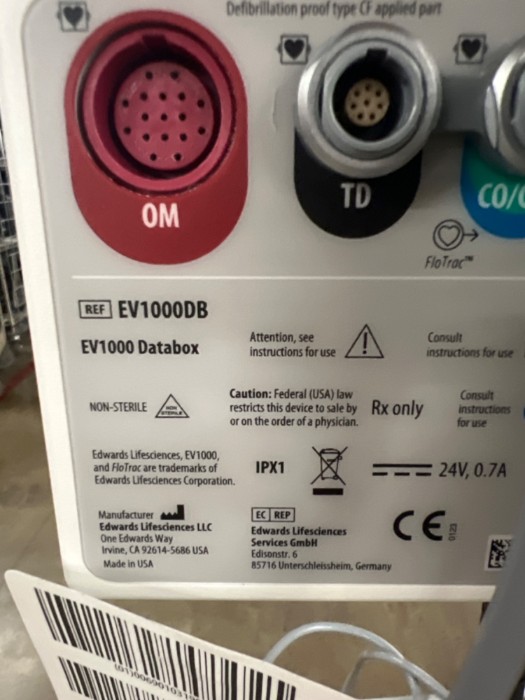 Defibrillation proof type CF applied part
OM
TD
CO/
FloTrac™
REF EV1000DB
EV1000 Databox
Attention, see
instructions for use
Consult
instructions for use
NON-STERILE
NON
STERILE
Caution: Federal (USA) law
restricts this device to sale by
or on the order of a physician.
Rx only
Consult
instructions
for use
Edwards Lifesciences, EV1000,
and FloTrac are trademarks of
Edwards Lifesciences Corporation.
IPX1
24V, 0.7A
Manufacturer
Edwards Lifesciences LLC
One Edwards Way
Irvine, CA 92614-5686 USA
Made in USA
EC REP
Edwards Lifesciences
Services GmbH
Edisonstr. 6
85716 Unterschleissheim, Germany
CE
0123